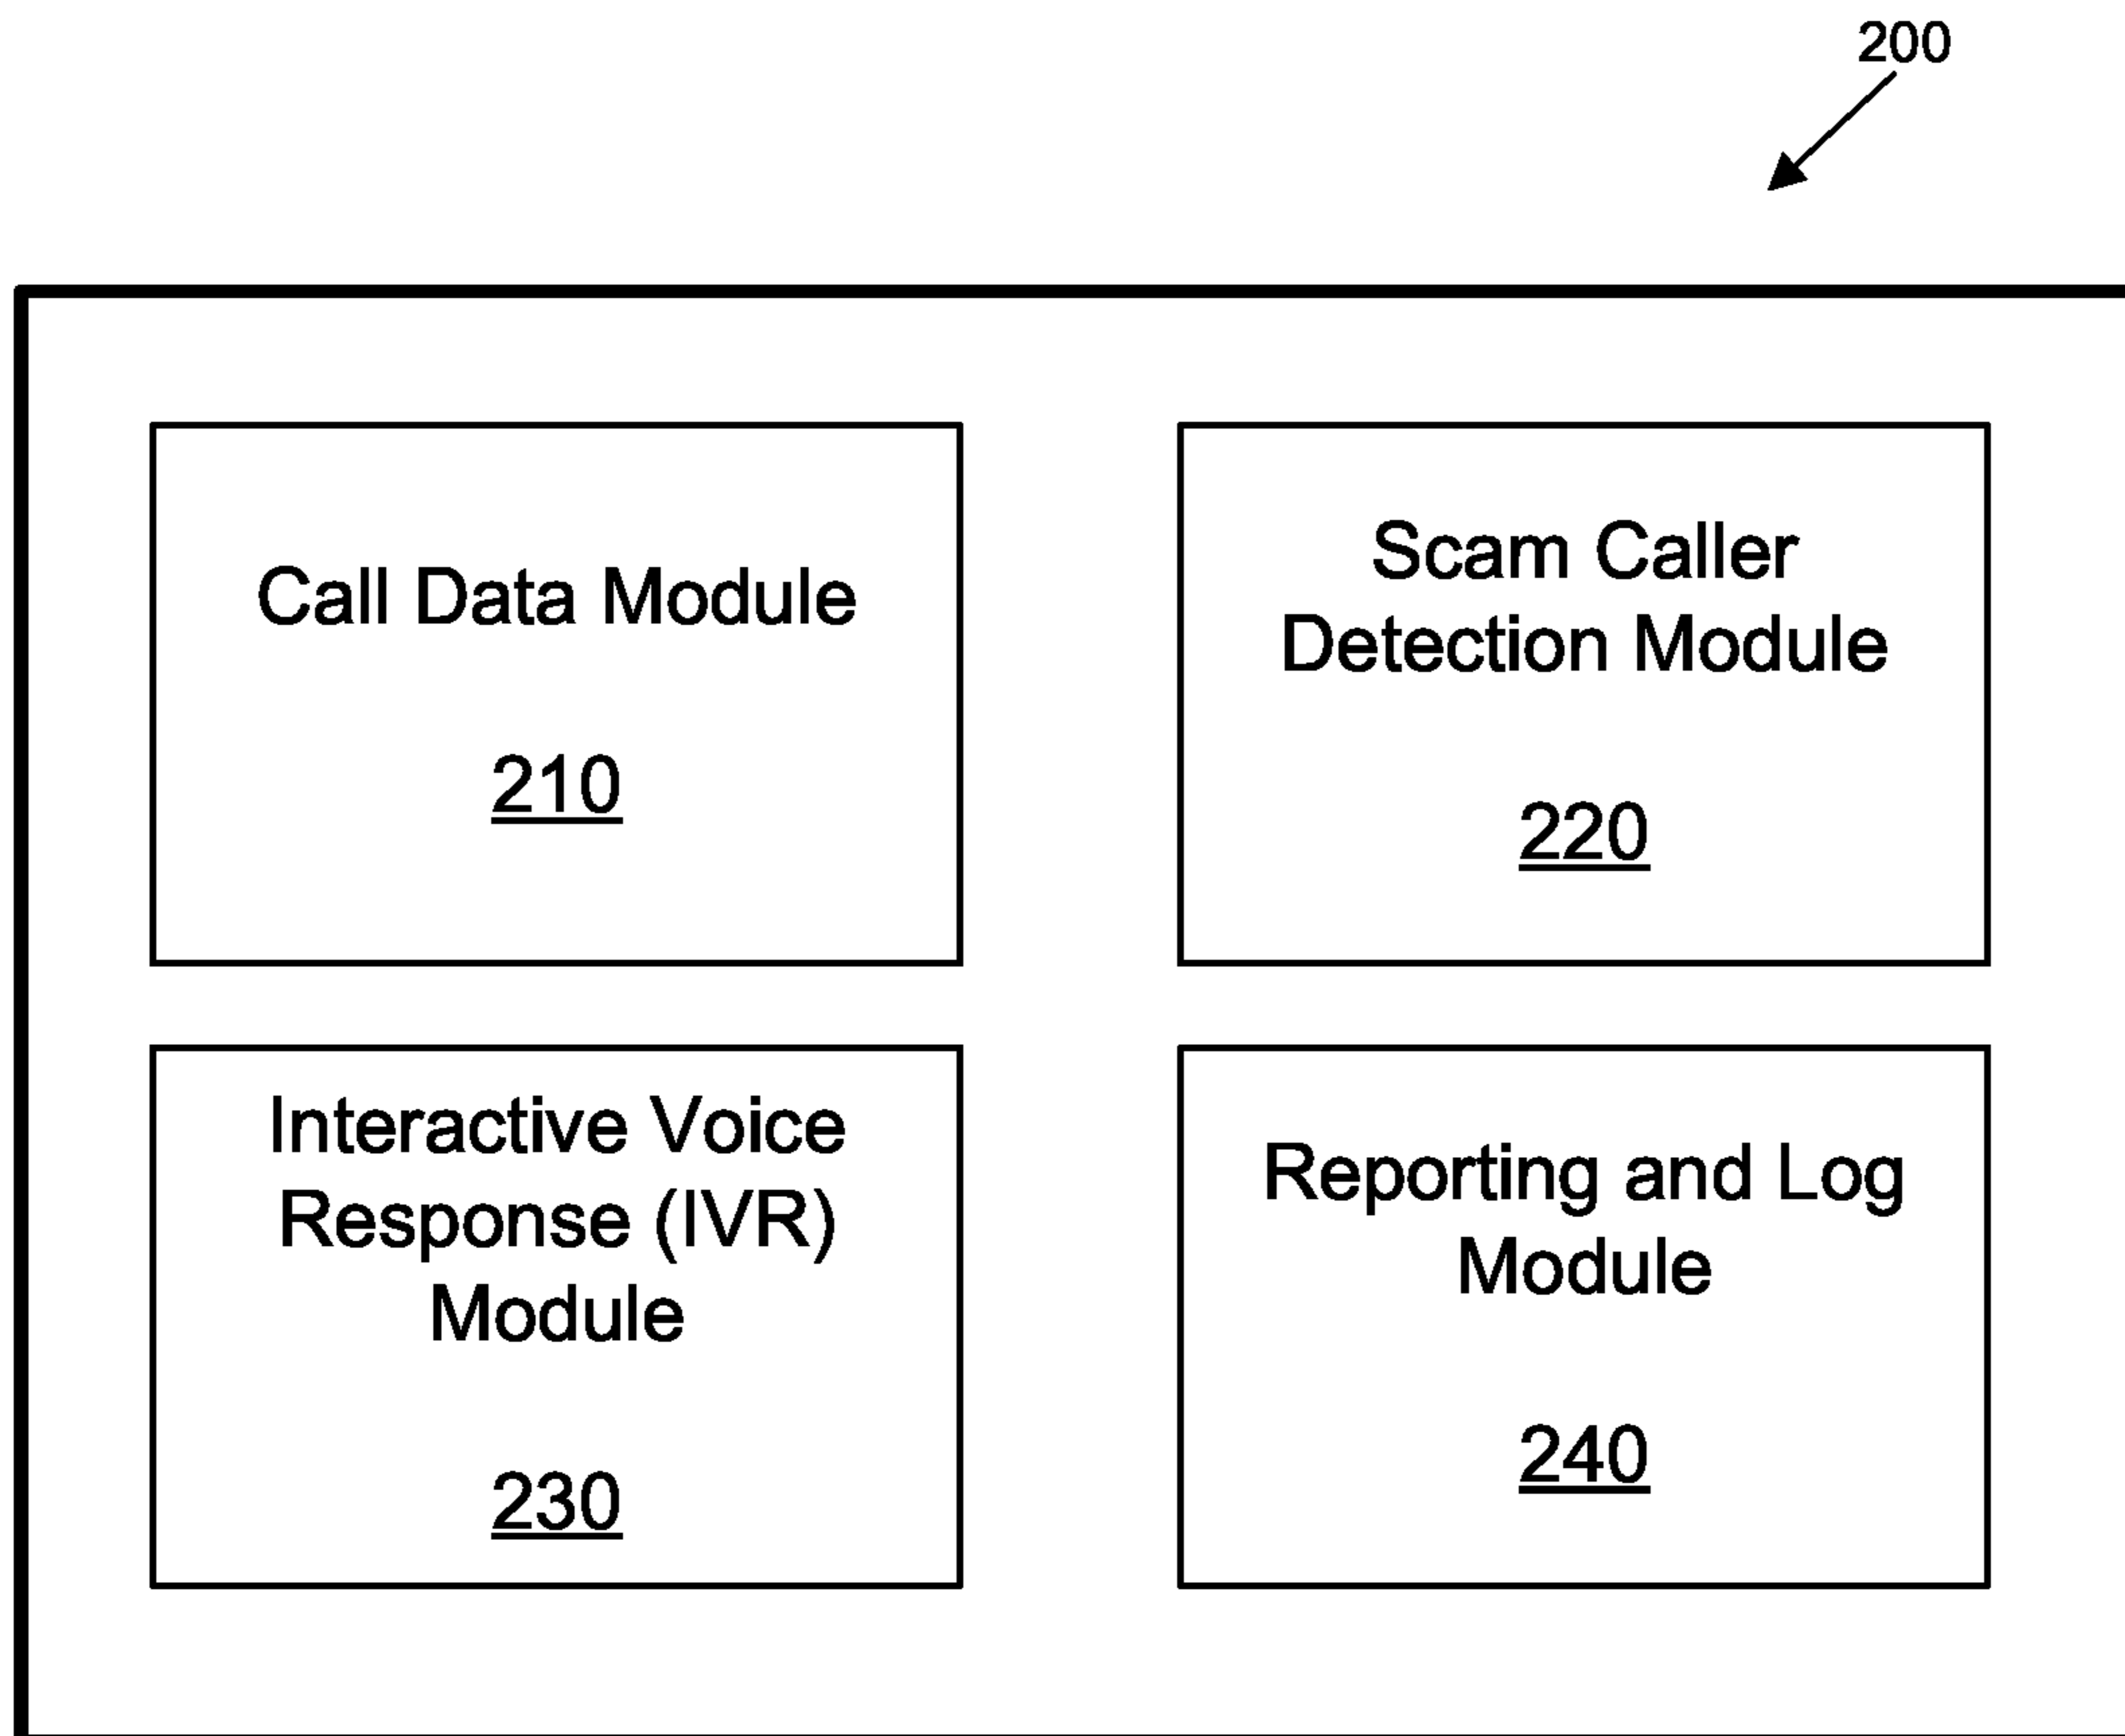 200
Call Data Module
210
Scam Caller
Detection Module
220
Interactive Voice
Response (IVR)
Module
230
Reporting and Log
Module
240